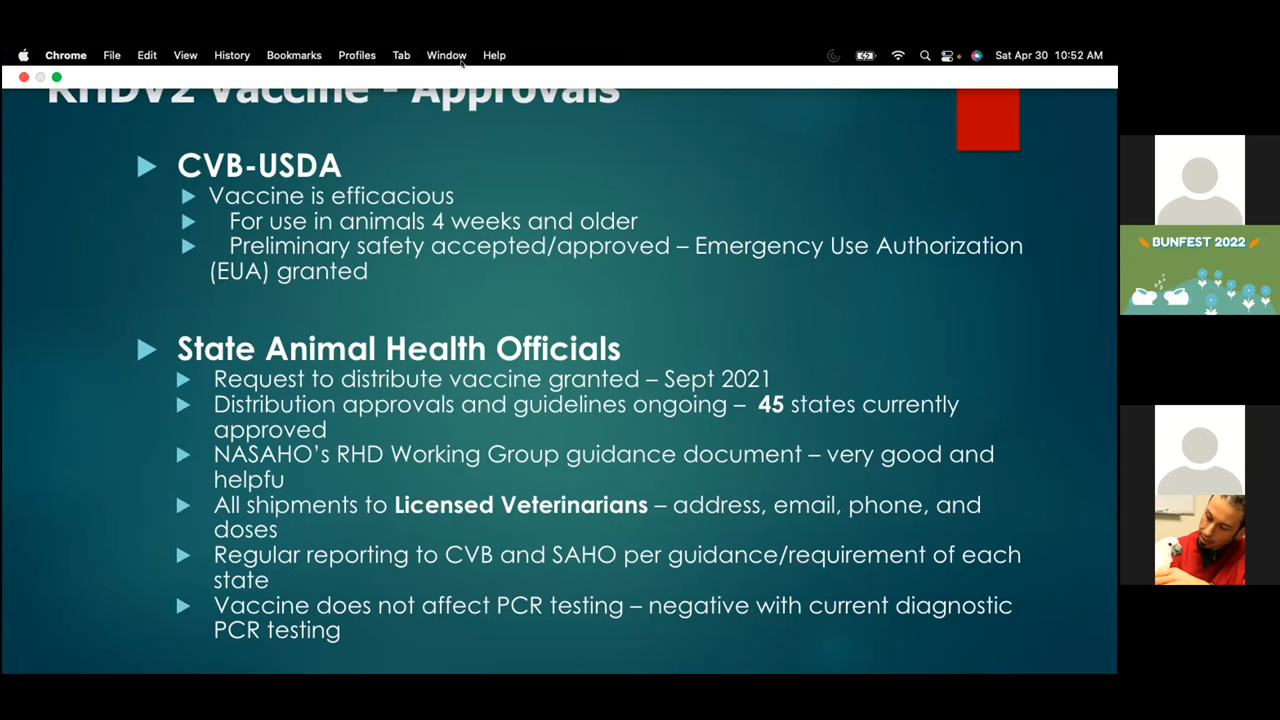 Chrome File Edit View History Bookmarks Profiles Tab Window Help Sat Apr 30 10:52 AM
RHDV2 Vaccine - Approvals
CVB-USDA
Vaccine is efficacious
For use in animals 4 weeks and older
Preliminary safety accepted/approved – Emergency Use Authorization
(EUA) granted
BUNFEST 2022
State Animal Health Officials
Request to distribute vaccine granted – Sept 2021
Distribution approvals and guidelines ongoing – 45 states currently
approved
NASAHO's RHD Working Group guidance document – very good and
helpfu
All shipments to Licensed Veterinarians – address, email, phone, and
doses
Regular reporting to CVB and SAHO per guidance/requirement of each
state
Vaccine does not affect PCR testing – negative with current diagnostic
PCR testing